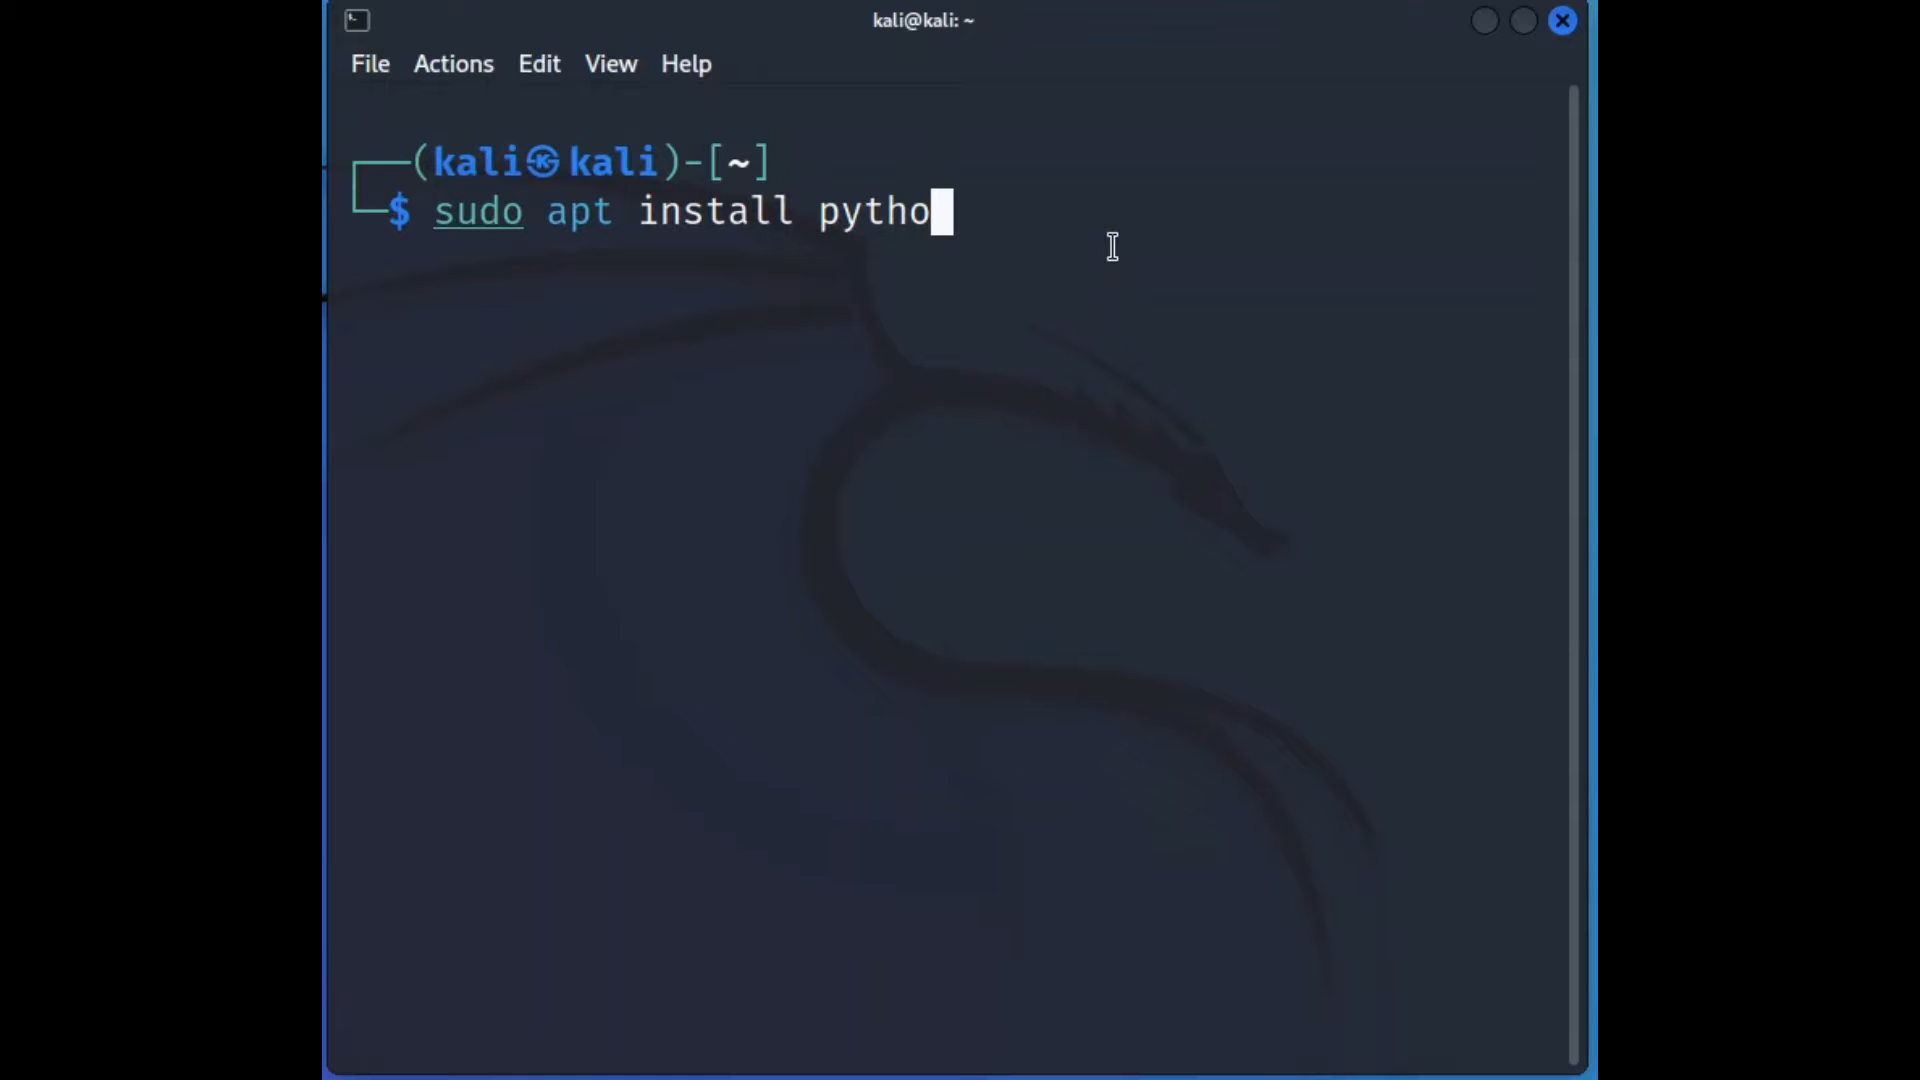 kali@kali: ~
File Actions Edit View Help
┌──(kali㉿kali)-[~]
└─$ sudo apt install pytho